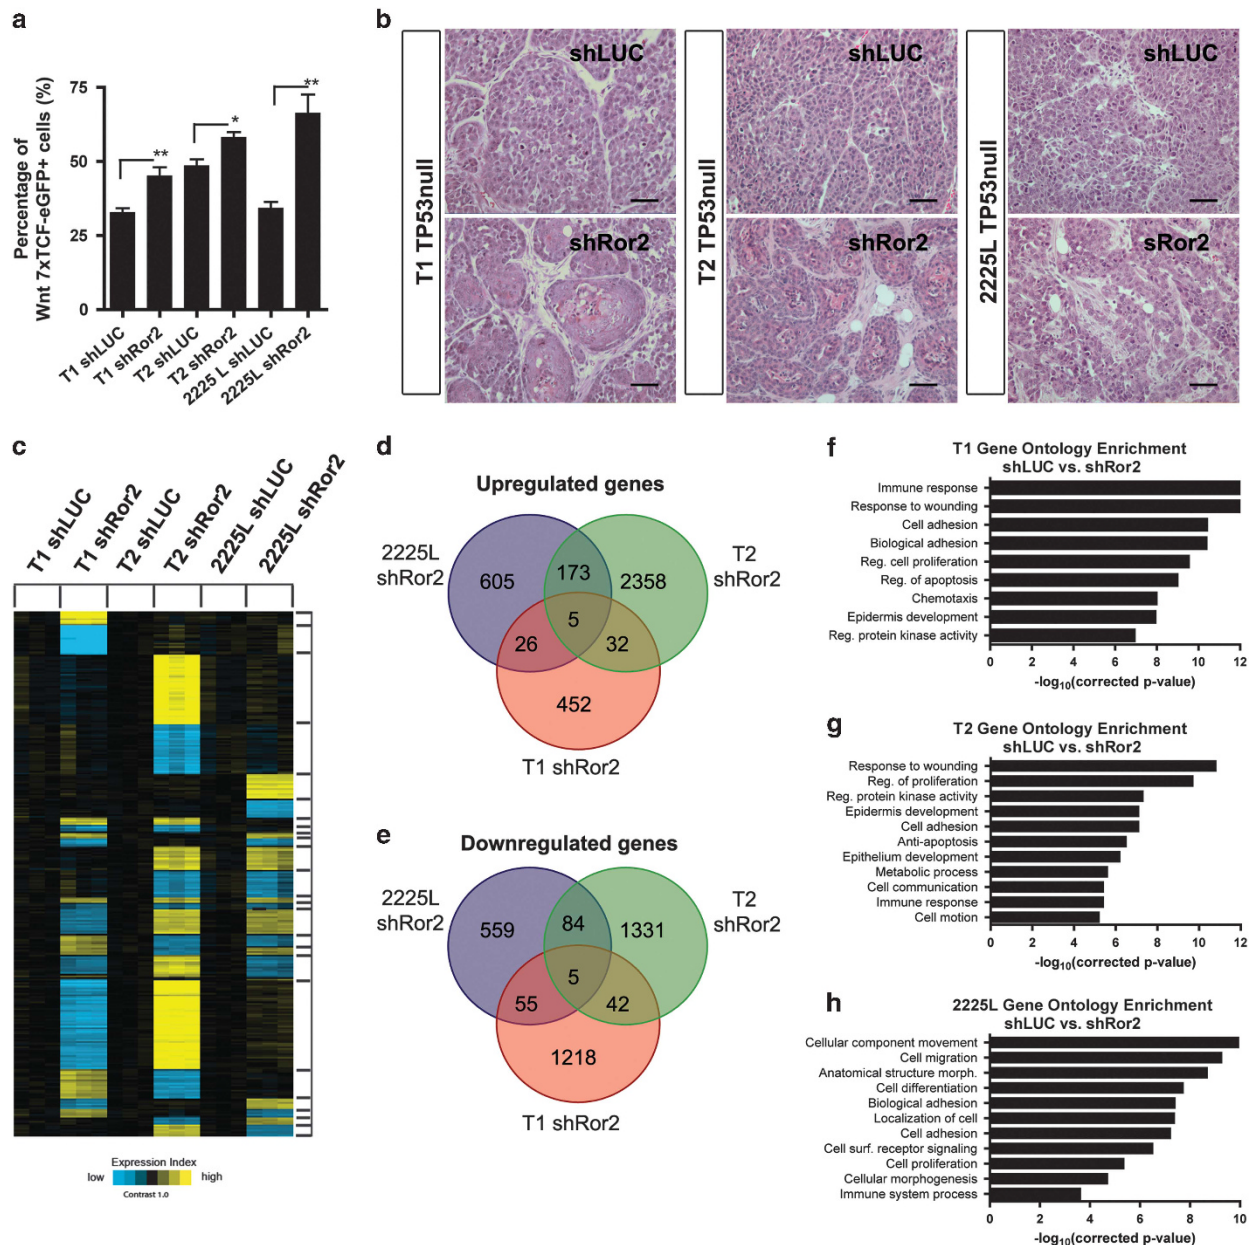 a
Percentage of
Wnt 7xTCF-eGFP+ cells (%)
75
50
25
0
**
*
**
T1 shLUC
T1 shRor2
T2 shLUC
T2 shRor2
2225 L shLUC
2225L shRor2
b
T1 TP53null
shLUC
shRor2
T2 TP53null
shLUC
shRor2
2225L TP53null
shLUC
sRor2
c
T1 shLUC
T1 shRor2
T2 shLUC
T2 shRor2
2225L shLUC
2225L shRor2
Expression Index
low
high
Contrast 1.0
d
Upregulated genes
2225L
shRor2
T2
shRor2
605
173
2358
5
26
32
452
T1 shRor2
e
Downregulated genes
2225L
shRor2
T2
shRor2
559
84
1331
5
55
42
1218
T1 shRor2
f
T1 Gene Ontology Enrichment
shLUC vs. shRor2
Immune response
Response to wounding
Cell adhesion
Biological adhesion
Reg. cell proliferation
Reg. of apoptosis
Chemotaxis
Epidermis development
Reg. protein kinase activity
0 2 4 6 8 10 12
-log10(corrected p-value)
g
T2 Gene Ontology Enrichment
shLUC vs. shRor2
Response to wounding
Reg. of proliferation
Reg. protein kinase activity
Epidermis development
Cell adhesion
Anti-apoptosis
Epithelium development
Metabolic process
Cell communication
Immune response
Cell motion
0 2 4 6 8 10 12
-log10(corrected p-value)
h
2225L Gene Ontology Enrichment
shLUC vs. shRor2
Cellular component movement
Cell migration
Anatomical structure morph.
Cell differentiation
Biological adhesion
Localization of cell
Cell adhesion
Cell surf. receptor signaling
Cell proliferation
Cellular morphogenesis
Immune system process
0 2 4 6 8 10
-log10(corrected p-value)